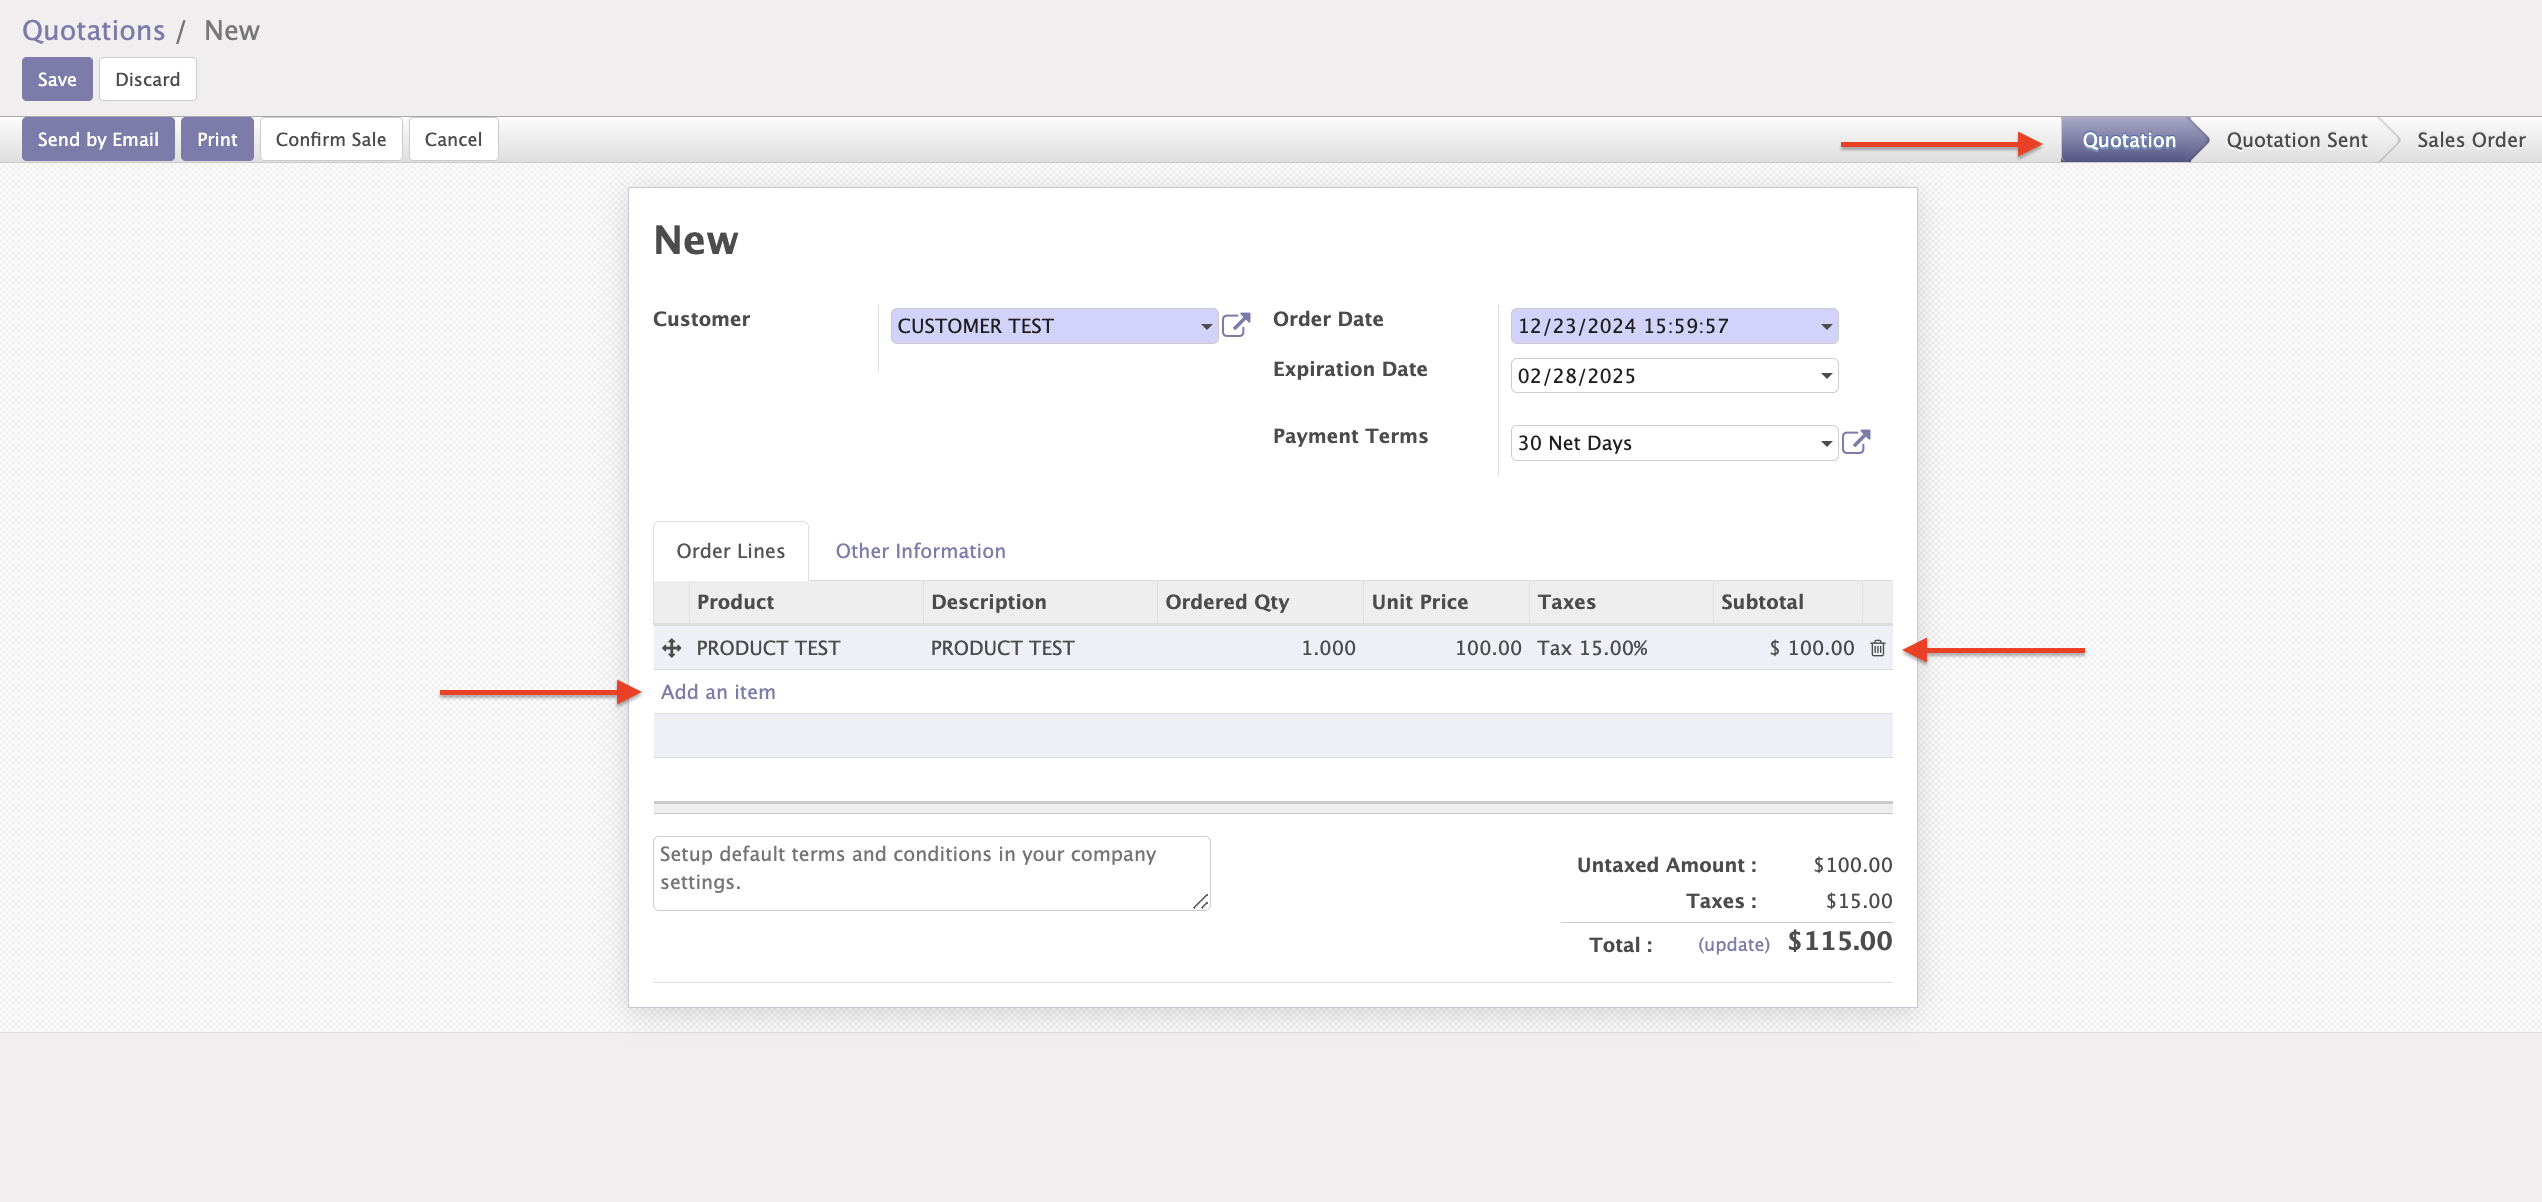 Quotations / New
Save Discard
Send by Email Print Confirm Sale Cancel Quotation Quotation Sent Sales Order
New
Customer CUSTOMER TEST Order Date 12/23/2024 15:59:57
Expiration Date 02/28/2025
Payment Terms 30 Net Days
Order Lines Other Information
Product Description Ordered Qty Unit Price Taxes Subtotal
PRODUCT TEST PRODUCT TEST 1.000 100.00 Tax 15.00% $ 100.00
Add an item
Setup default terms and conditions in your company
settings.
Untaxed Amount : $100.00
Taxes : $15.00
Total : (update) $115.00